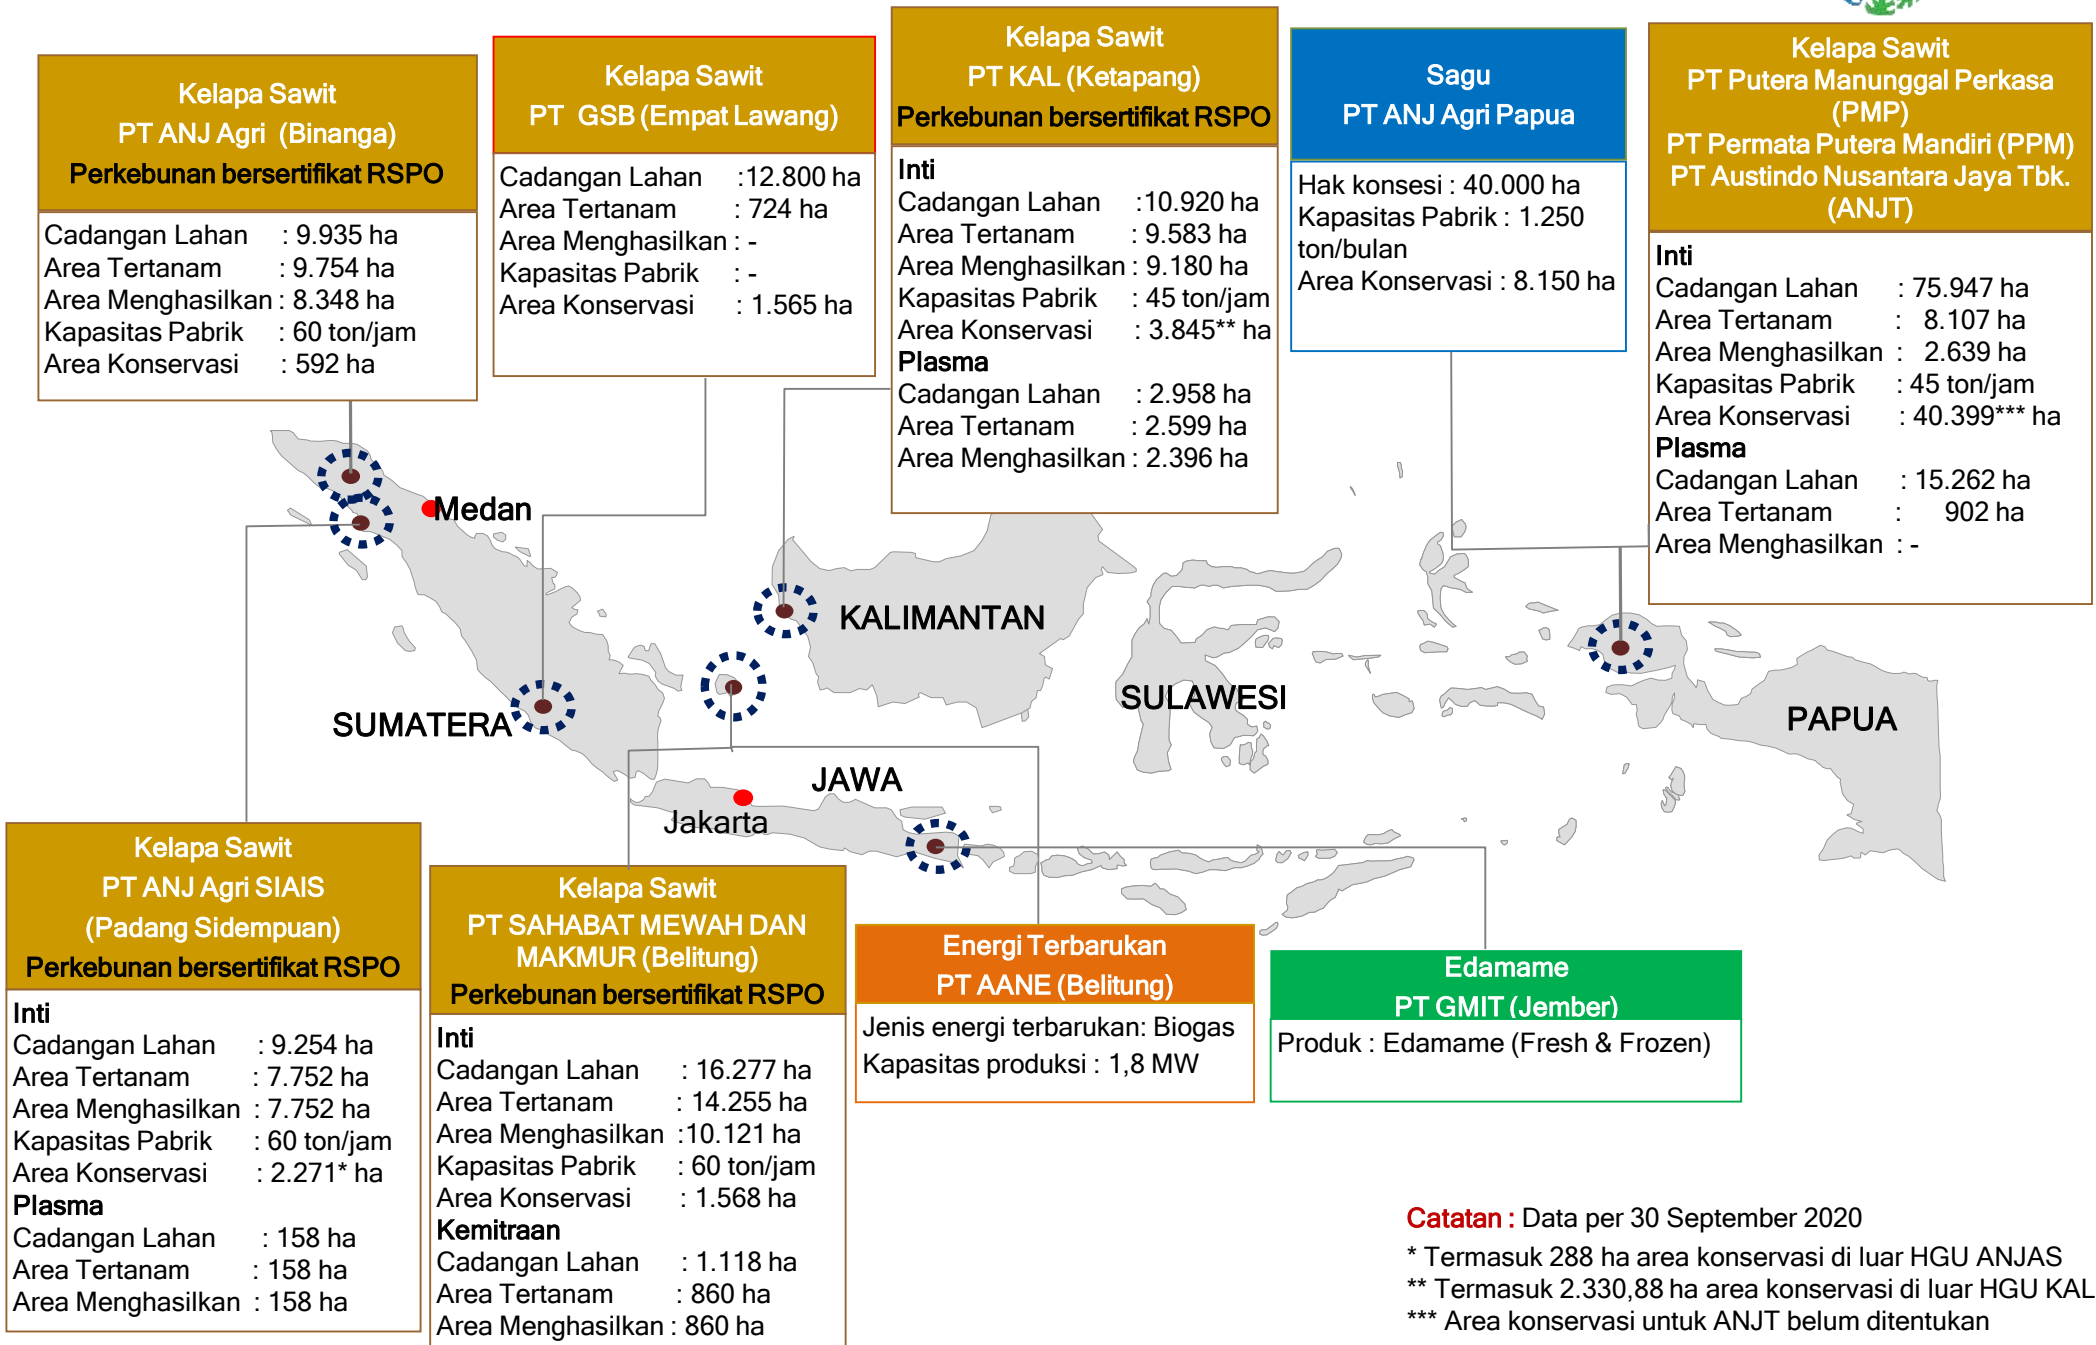 Kelapa Sawit
PT ANJ Agri (Binanga)
Perkebunan bersertifikat RSPO
Cadangan Lahan : 9.935 ha
Area Tertanam : 9.754 ha
Area Menghasilkan : 8.348 ha
Kapasitas Pabrik : 60 ton/jam
Area Konservasi : 592 ha
Kelapa Sawit
PT GSB (Empat Lawang)
Cadangan Lahan :12.800 ha
Area Tertanam : 724 ha
Area Menghasilkan : -
Kapasitas Pabrik : -
Area Konservasi : 1.565 ha
Kelapa Sawit
PT KAL (Ketapang)
Perkebunan bersertifikat RSPO
Inti
Cadangan Lahan :10.920 ha
Area Tertanam : 9.583 ha
Area Menghasilkan : 9.180 ha
Kapasitas Pabrik : 45 ton/jam
Area Konservasi : 3.845** ha
Plasma
Cadangan Lahan : 2.958 ha
Area Tertanam : 2.599 ha
Area Menghasilkan : 2.396 ha
Sagu
PT ANJ Agri Papua
Hak konsesi : 40.000 ha
Kapasitas Pabrik : 1.250
ton/bulan
Area Konservasi : 8.150 ha
Kelapa Sawit
PT Putera Manunggal Perkasa
(PMP)
PT Permata Putera Mandiri (PPM)
PT Austindo Nusantara Jaya Tbk.
(ANJT)
Inti
Cadangan Lahan : 75.947 ha
Area Tertanam : 8.107 ha
Area Menghasilkan : 2.639 ha
Kapasitas Pabrik : 45 ton/jam
Area Konservasi : 40.399*** ha
Plasma
Cadangan Lahan : 15.262 ha
Area Tertanam : 902 ha
Area Menghasilkan : -
Medan
KALIMANTAN
SULAWESI
SUMATERA
PAPUA
JAWA
Jakarta
Kelapa Sawit
PT ANJ Agri SIAIS
(Padang Sidempuan)
Perkebunan bersertifikat RSPO
Inti
Cadangan Lahan : 9.254 ha
Area Tertanam : 7.752 ha
Area Menghasilkan : 7.752 ha
Kapasitas Pabrik : 60 ton/jam
Area Konservasi : 2.271* ha
Plasma
Cadangan Lahan : 158 ha
Area Tertanam : 158 ha
Area Menghasilkan : 158 ha
Kelapa Sawit
PT SAHABAT MEWAH DAN
MAKMUR (Belitung)
Perkebunan bersertifikat RSPO
Inti
Cadangan Lahan : 16.277 ha
Area Tertanam : 14.255 ha
Area Menghasilkan :10.121 ha
Kapasitas Pabrik : 60 ton/jam
Area Konservasi : 1.568 ha
Kemitraan
Cadangan Lahan : 1.118 ha
Area Tertanam : 860 ha
Area Menghasilkan : 860 ha
Energi Terbarukan
PT AANE (Belitung)
Jenis energi terbarukan: Biogas
Kapasitas produksi : 1,8 MW
Edamame
PT GMIT (Jember)
Produk : Edamame (Fresh & Frozen)
Catatan : Data per 30 September 2020
* Termasuk 288 ha area konservasi di luar HGU ANJAS
** Termasuk 2.330,88 ha area konservasi di luar HGU KAL
*** Area konservasi untuk ANJT belum ditentukan